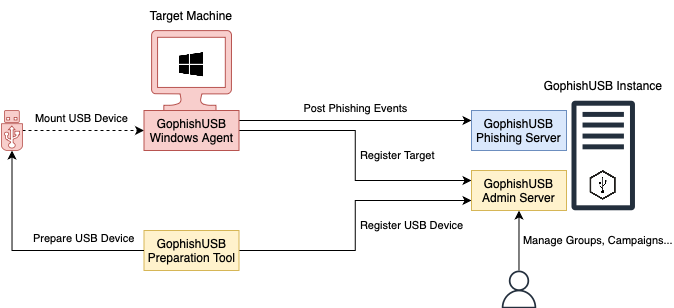 Target Machine
GophishUSB Instance
Mount USB Device
GophishUSB
Windows Agent
Post Phishing Events
GophishUSB
Phishing Server
Register Target
GophishUSB
Admin Server
Register USB Device
Prepare USB Device
GophishUSB
Preparation Tool
Manage Groups, Campaigns...